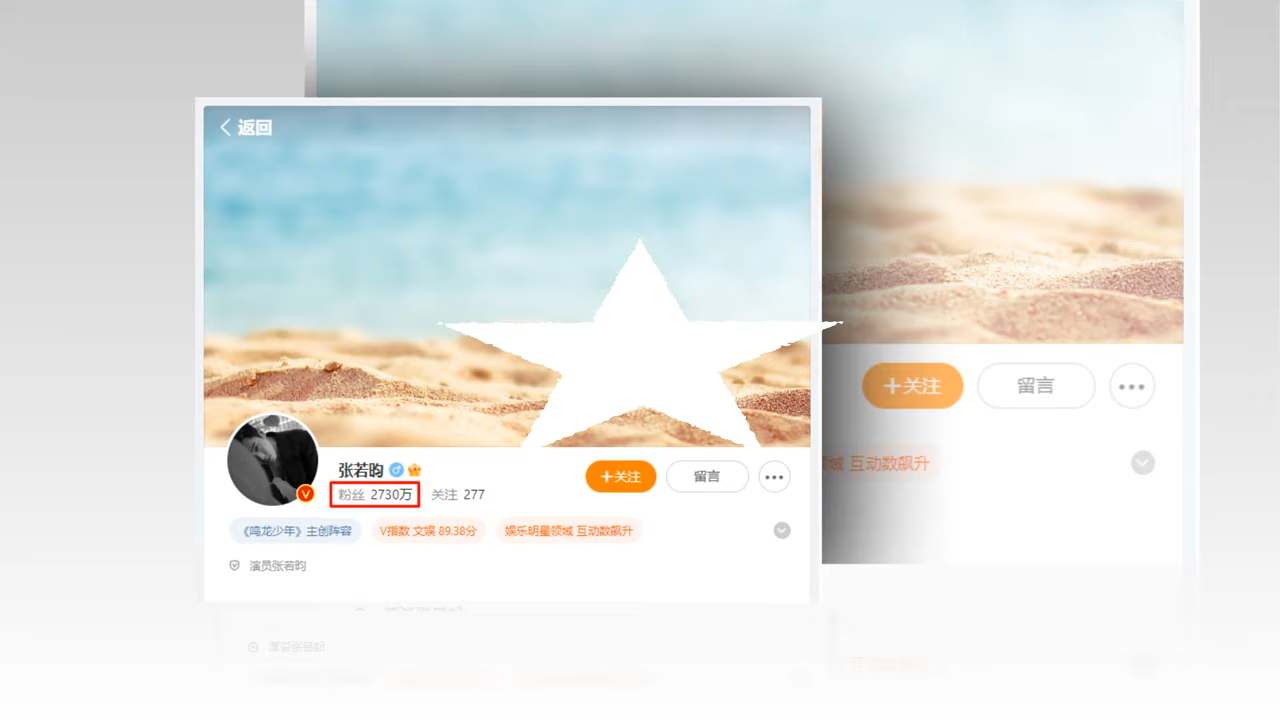 返回
张若昀
粉丝 2730万 关注 277
+关注 留言
《鸣龙少年》主创阵容 V指数 文娱 89.38分 娱乐明星领域 互动数飙升
演员张若昀
+关注 留言
域 互动数飙升